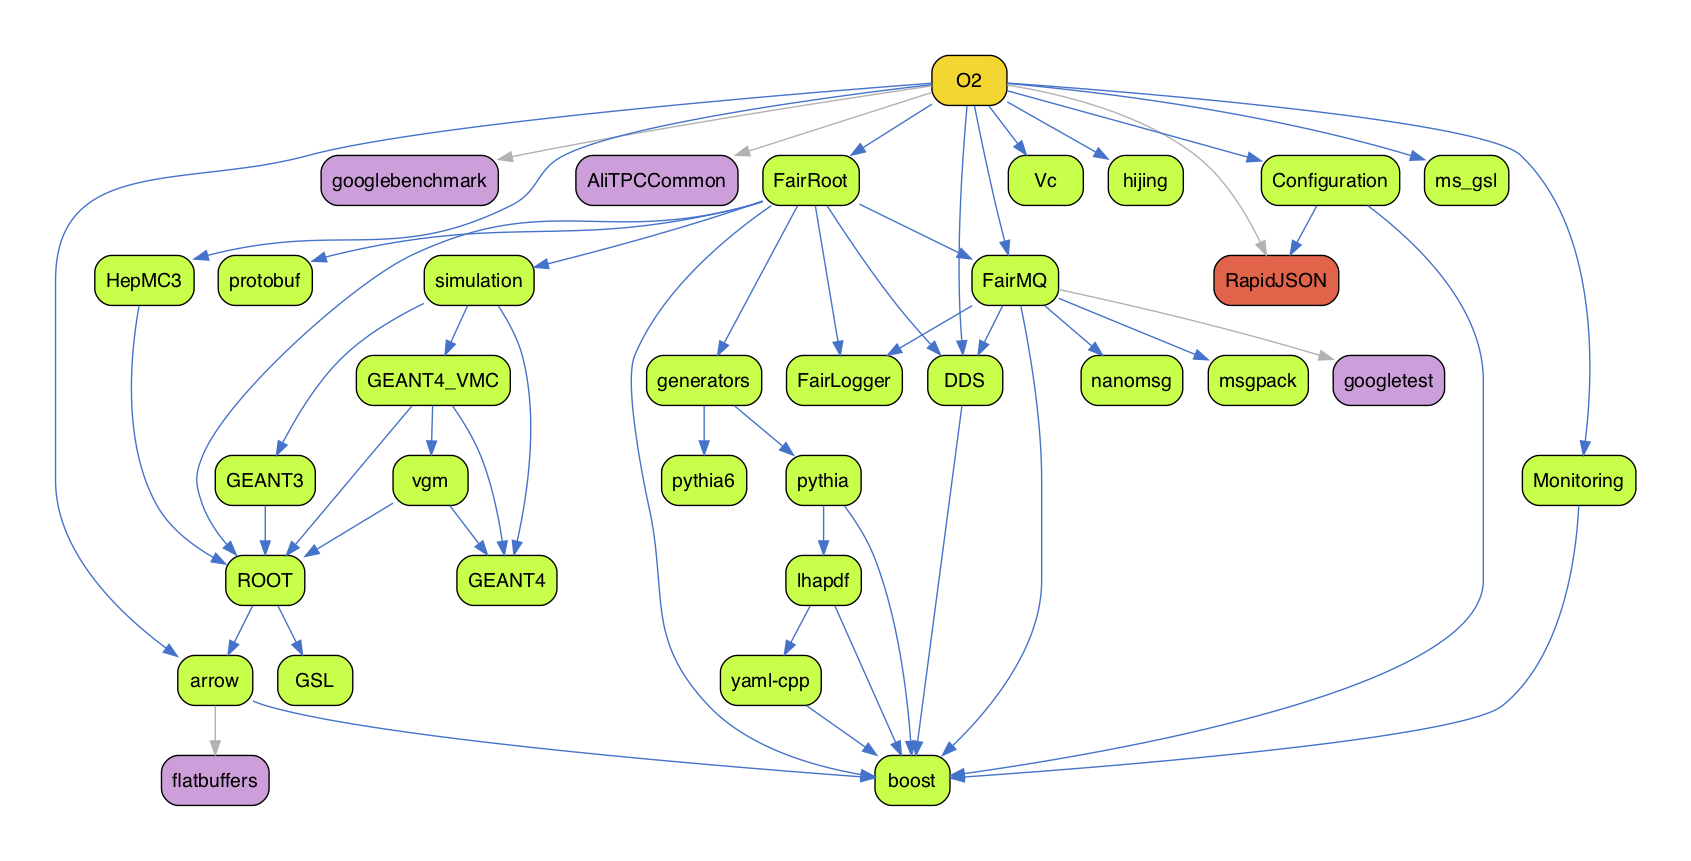 O2
googlebenchmark
AliTPCCommon
FairRoot
Vc
hijing
Configuration
ms_gsl
HepMC3
protobuf
simulation
FairMQ
RapidJSON
GEANT4_VMC
generators
FairLogger
DDS
nanomsg
msgpack
googletest
GEANT3
vgm
pythia6
pythia
Monitoring
ROOT
GEANT4
lhapdf
arrow
GSL
yaml-cpp
flatbuffers
boost